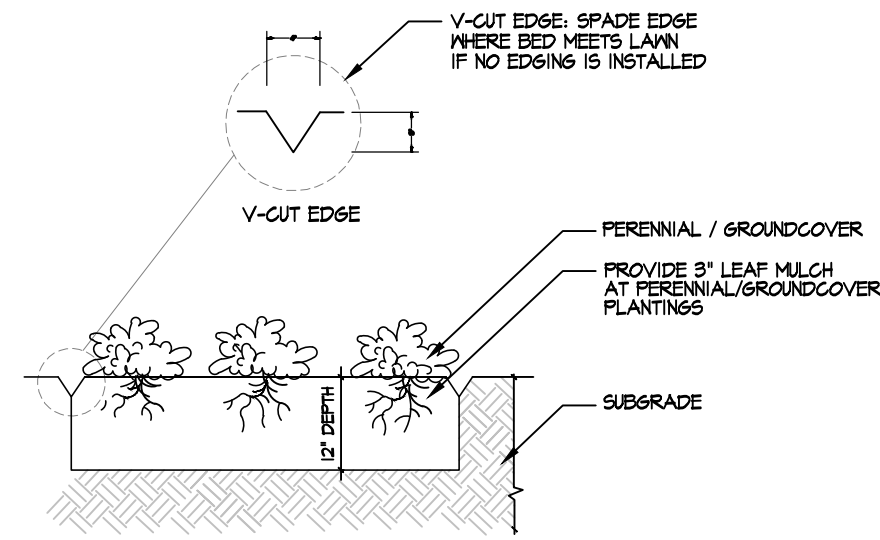 V-CUT EDGE: SPADE EDGE
WHERE BED MEETS LAWN
IF NO EDGING IS INSTALLED
V-CUT EDGE
PERENNIAL / GROUNDCOVER
PROVIDE 3" LEAF MULCH
AT PERENNIAL/GROUNDCOVER
PLANTINGS
12" DEPTH
SUBGRADE